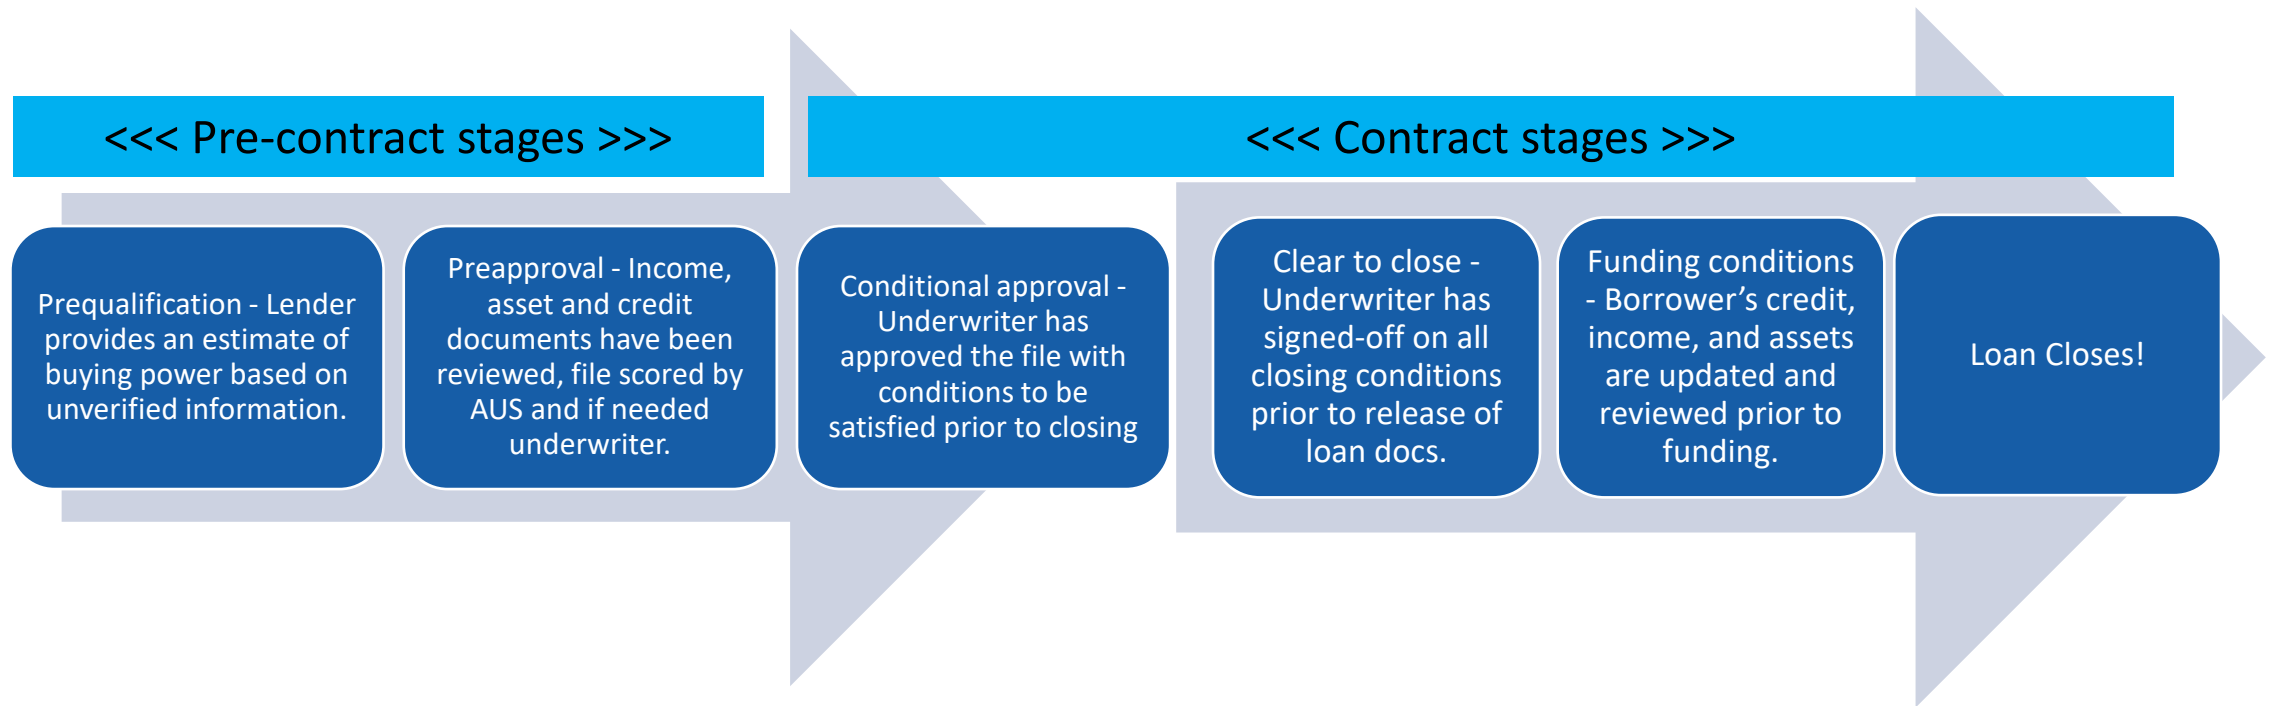 <<< Pre-contract stages >>>
<<< Contract stages >>>
Prequalification - Lender
provides an estimate of
buying power based on
unverified information.
Preapproval - Income,
asset and credit
documents have been
reviewed, file scored by
AUS and if needed
underwriter.
Conditional approval -
Underwriter has
approved the file with
conditions to be
satisfied prior to closing
Clear to close -
Underwriter has
signed-off on all
closing conditions
prior to release of
loan docs.
Funding conditions
- Borrower’s credit,
income, and assets
are updated and
reviewed prior to
funding.
Loan Closes!